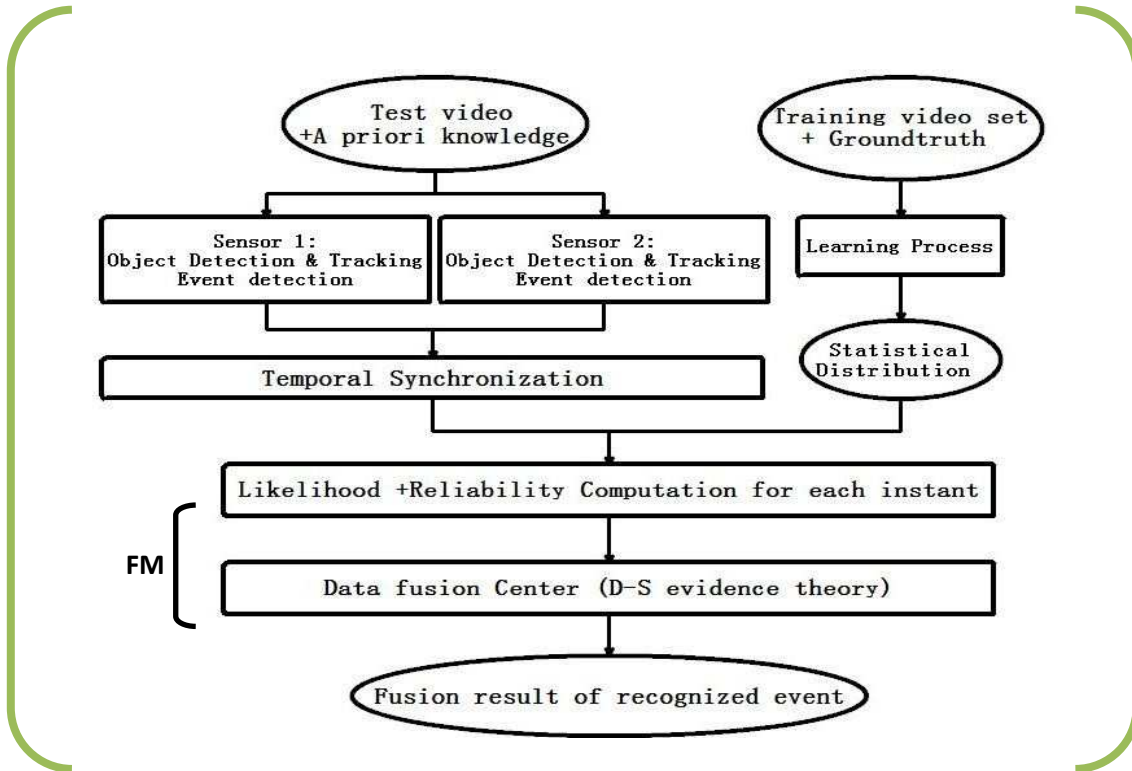 Test video
+A priori knowledge
Training video set
+ Groundtruth
Sensor 1:
Object Detection & Tracking
Event detection
Sensor 2:
Object Detection & Tracking
Event detection
Learning Process
Temporal Synchronization
Statistical
Distribution
Likelihood +Reliability Computation for each instant
FM
Data fusion Center (D-S evidence theory)
Fusion result of recognized event